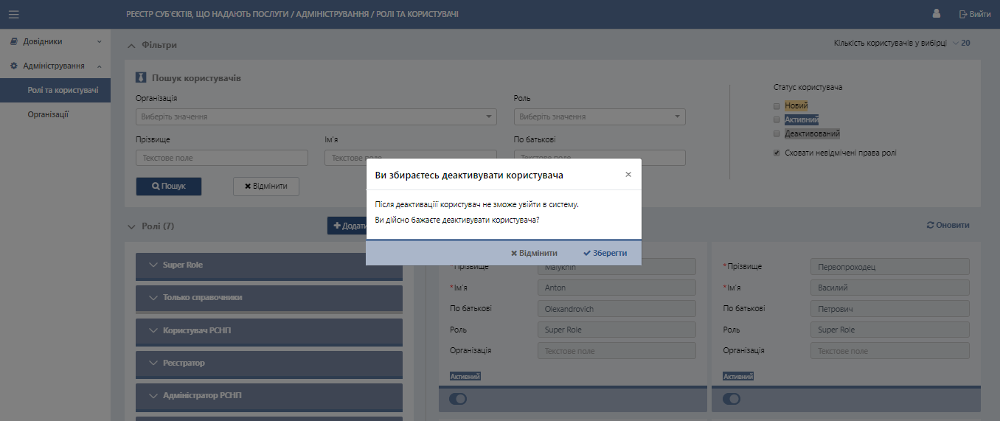 РЕЄСТР СУБ'ЄКТІВ, ЩО НАДАЮТЬ ПОСЛУГИ / АДМІНІСТРУВАННЯ / РОЛІ ТА КОРИСТУВАЧІ
Вийти
Довідники
Адміністрування
Ролі та користувачі
Організації
Фільтри
Кількість користувачів у вибірці 20
Пошук користувачів
Організація
Роль
Виберіть значення
Виберіть значення
Прізвище
Ім'я
По батькові
Текстове поле
Текстове поле
Текстове поле
Пошук
Відмінити
Статус користувача
Новий
Активний
Деактивований
Сховати невідмічені права ролі
Ви збираєтесь деактивувати користувача
Після деактиваціїї користувач не зможе увійти в систему.
Ви дійсно бажаєте деактивувати користувача?
Відмінити
Зберегти
Ролі (7)
Додати
Оновити
Super Role
Только справочники
Користувач РСНП
Реєстратор
Адміністратор РСНП
*Прізвище
Malykhin
*Ім'я
Anton
По батькові
Olexandrovich
Роль
Super Role
Організація
Текстове поле
Активний
*Прізвище
Первопроходец
*Ім'я
Василий
По батькові
Петрович
Роль
Super Role
Організація
Текстове поле
Активний